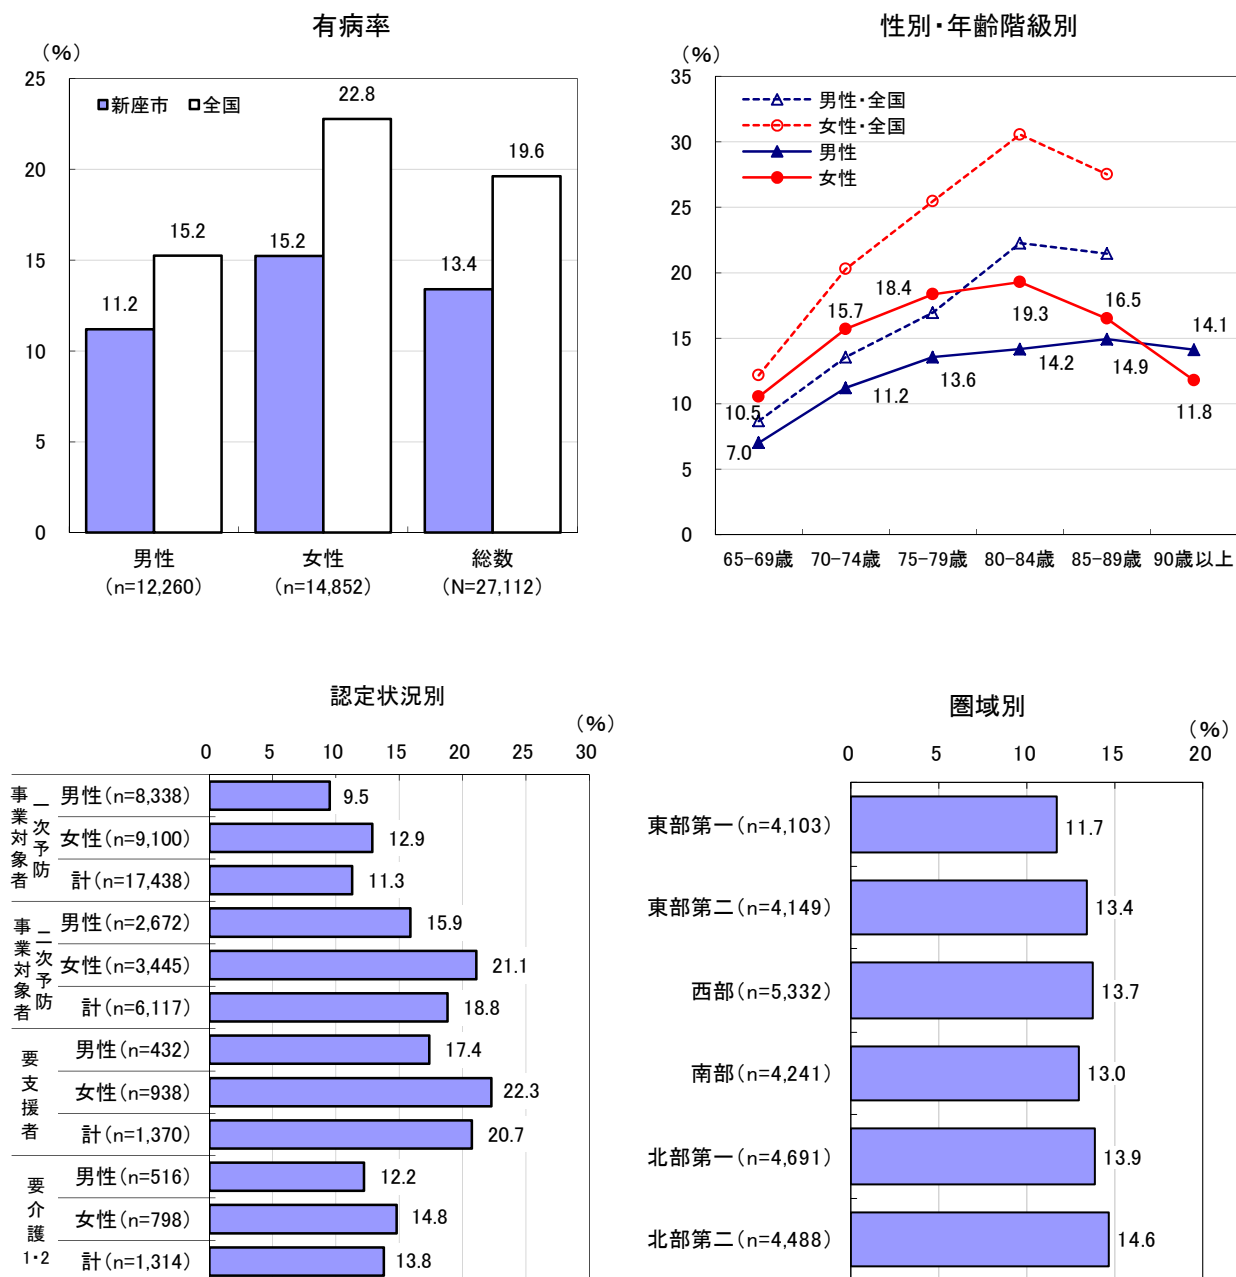 有病率
（%）
25
20
15
10
5
0
新座市 全国
11.2
15.2
15.2
22.8
13.4
19.6
男性 女性 総数
（n=12,260） （n=14,852） （N=27,112）
性別・年齢階級別
（%）
35
30
25
20
15
10
5
0
男性・全国
女性・全国
男性
女性
10.5
15.7
18.4
19.3
16.5
11.8
7.0
11.2
13.6
14.2
14.9
14.1
65-69歳 70-74歳 75-79歳 80-84歳 85-89歳 90歳以上
認定状況別
（%）
0 5 10 15 20 25 30
一次予防事業対象者
男性（n=8,338） 9.5
女性（n=9,100） 12.9
計（n=17,438） 11.3
二次予防事業対象者
男性（n=2,672） 15.9
女性（n=3,445） 21.1
計（n=6,117） 18.8
要支援者
男性（n=432） 17.4
女性（n=938） 22.3
計（n=1,370） 20.7
要介護1・2
男性（n=516） 12.2
女性（n=798） 14.8
計（n=1,314） 13.8
圏域別
（%）
0 5 10 15 20
東部第一（n=4,103） 11.7
東部第二（n=4,149） 13.4
西部（n=5,332） 13.7
南部（n=4,241） 13.0
北部第一（n=4,691） 13.9
北部第二（n=4,488） 14.6